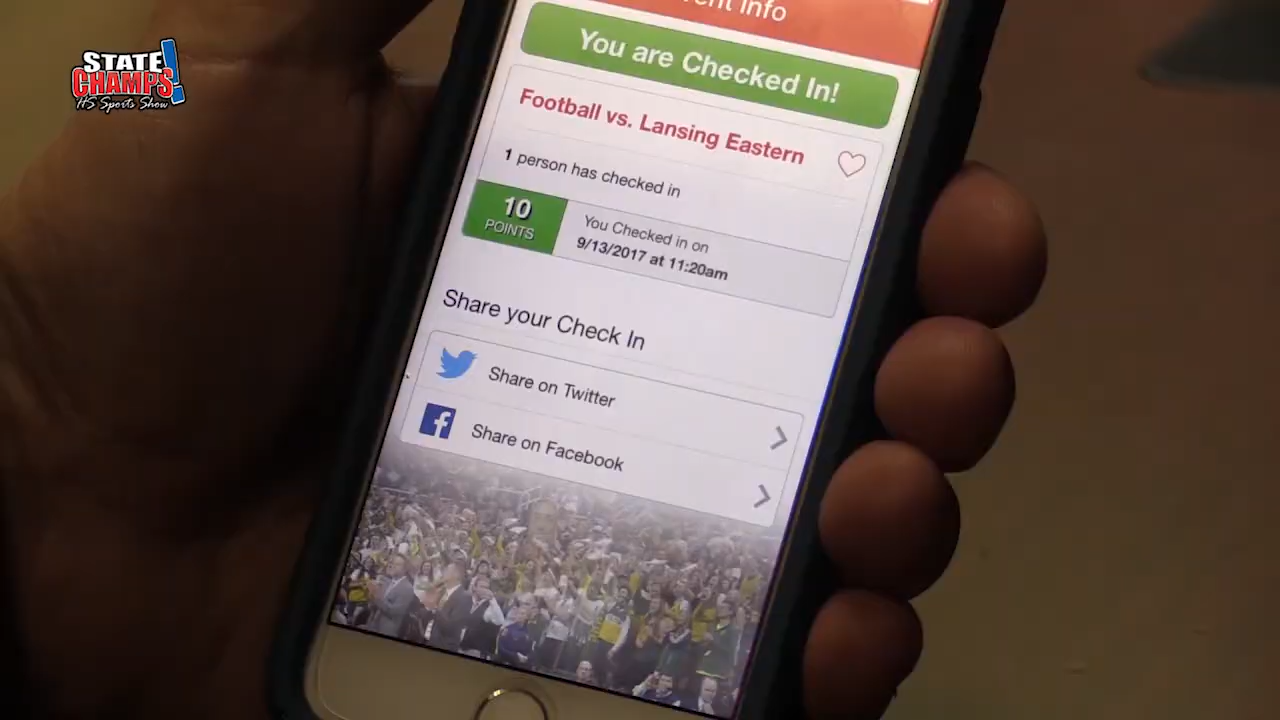 STATE
CHAMPS!
HS Sports Show
Info
You are Checked In!
Football vs. Lansing Eastern
1 person has checked in
10
POINTS
You Checked in on
9/13/2017 at 11:20am
Share your Check In
Share on Twitter
f
Share on Facebook